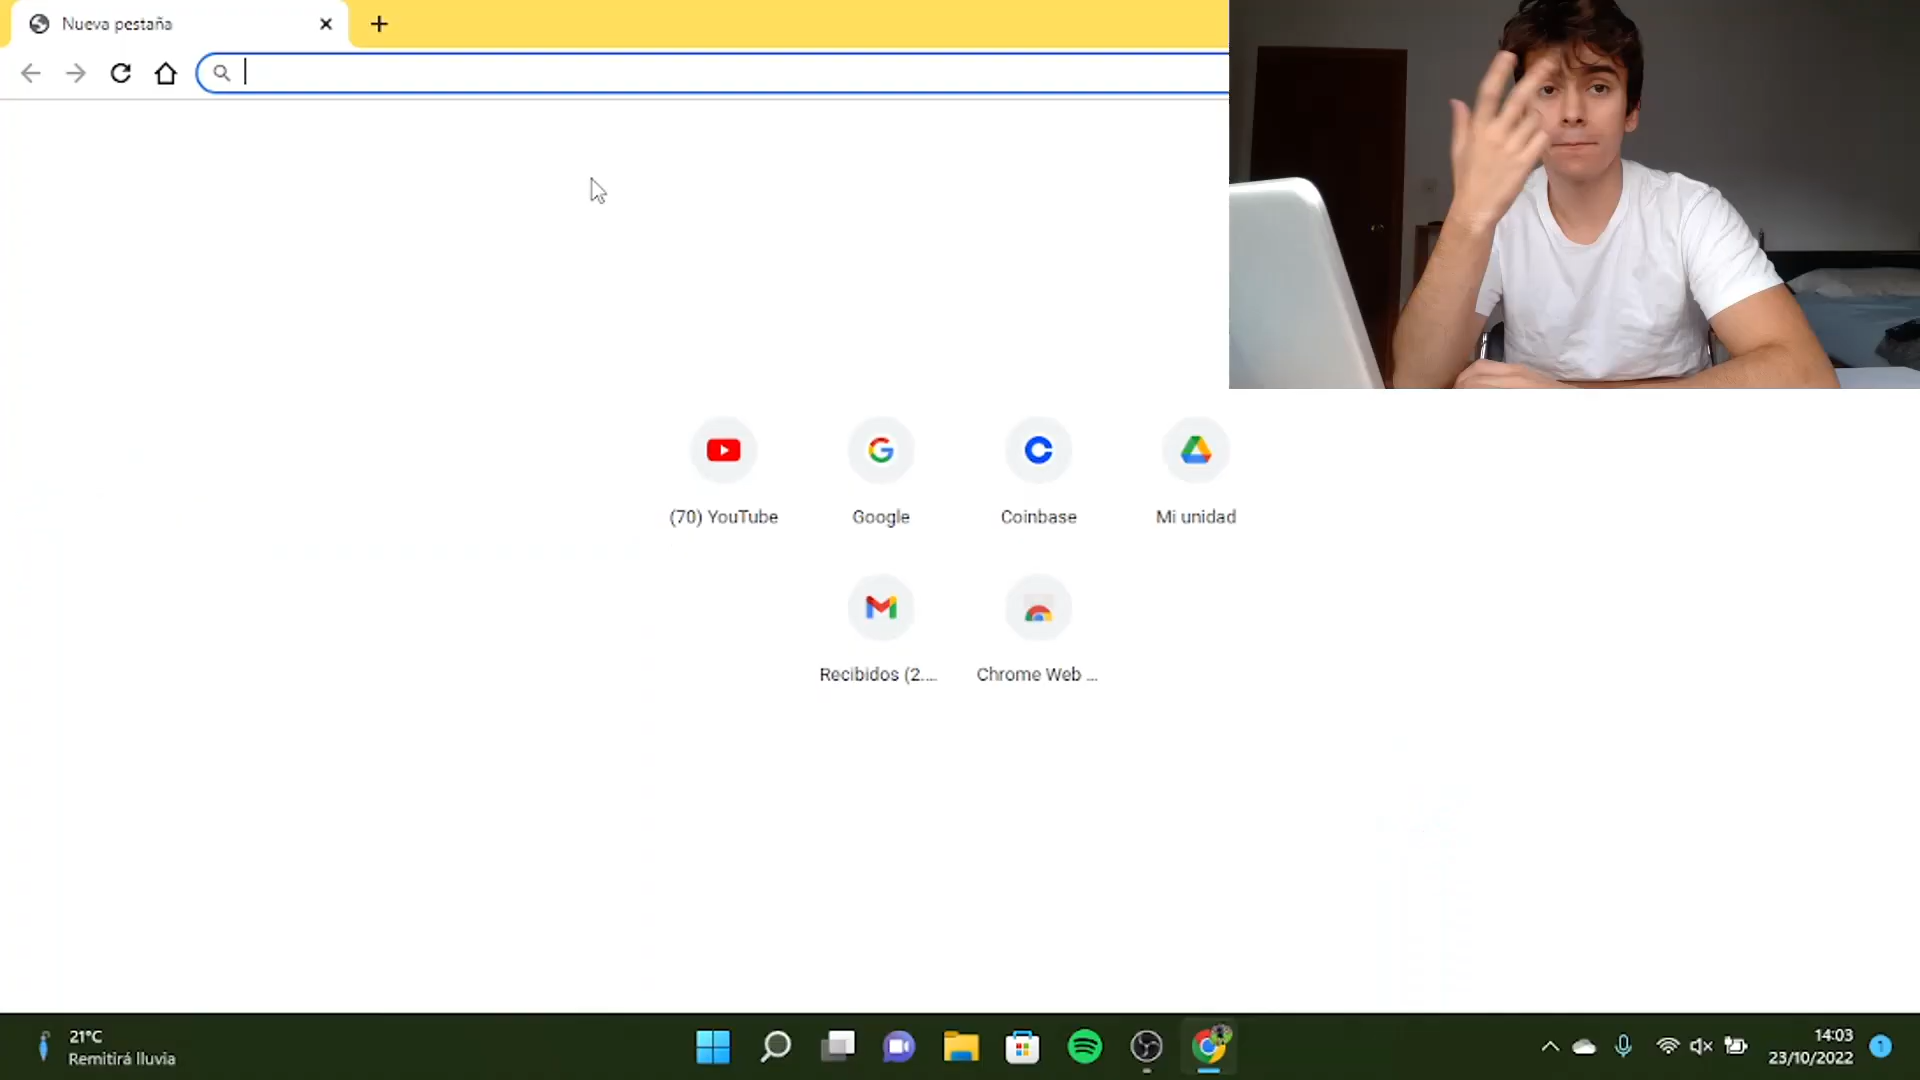 Nueva pestaña
(70) YouTube
Google
Coinbase
Mi unidad
Recibidos (2....
Chrome Web ...
21°C
Remitirá lluvia
14:03
23/10/2022
1